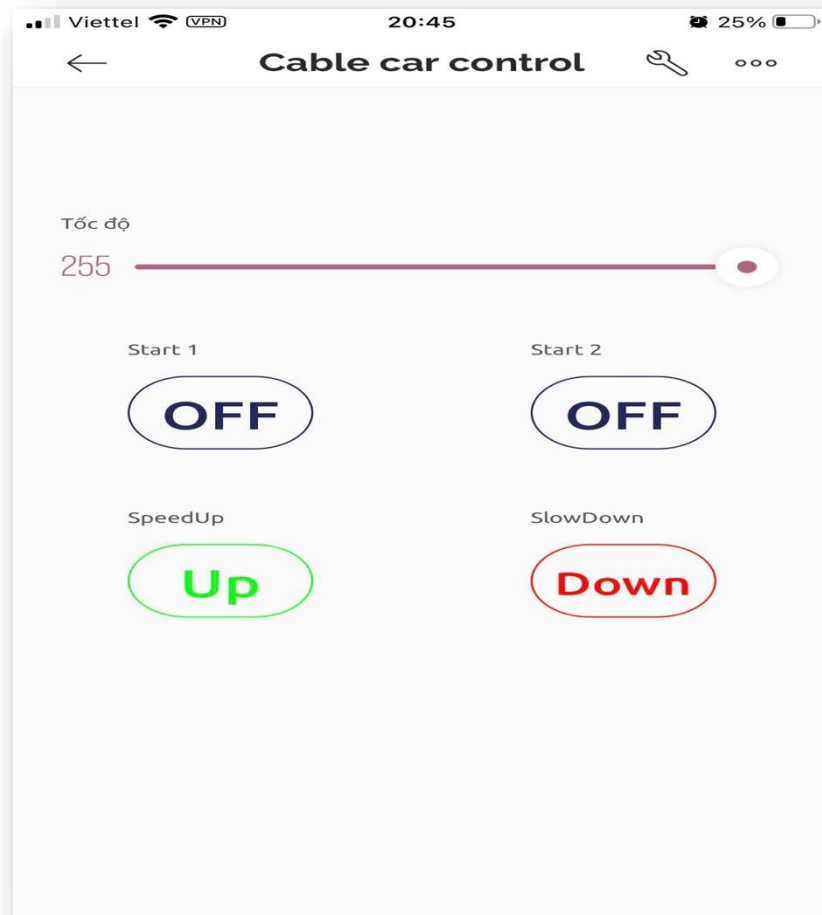 Viettel VPN 20:45 25%
Cable car control
Tốc độ
255
Start 1 Start 2
OFF OFF
SpeedUp SlowDown
Up Down